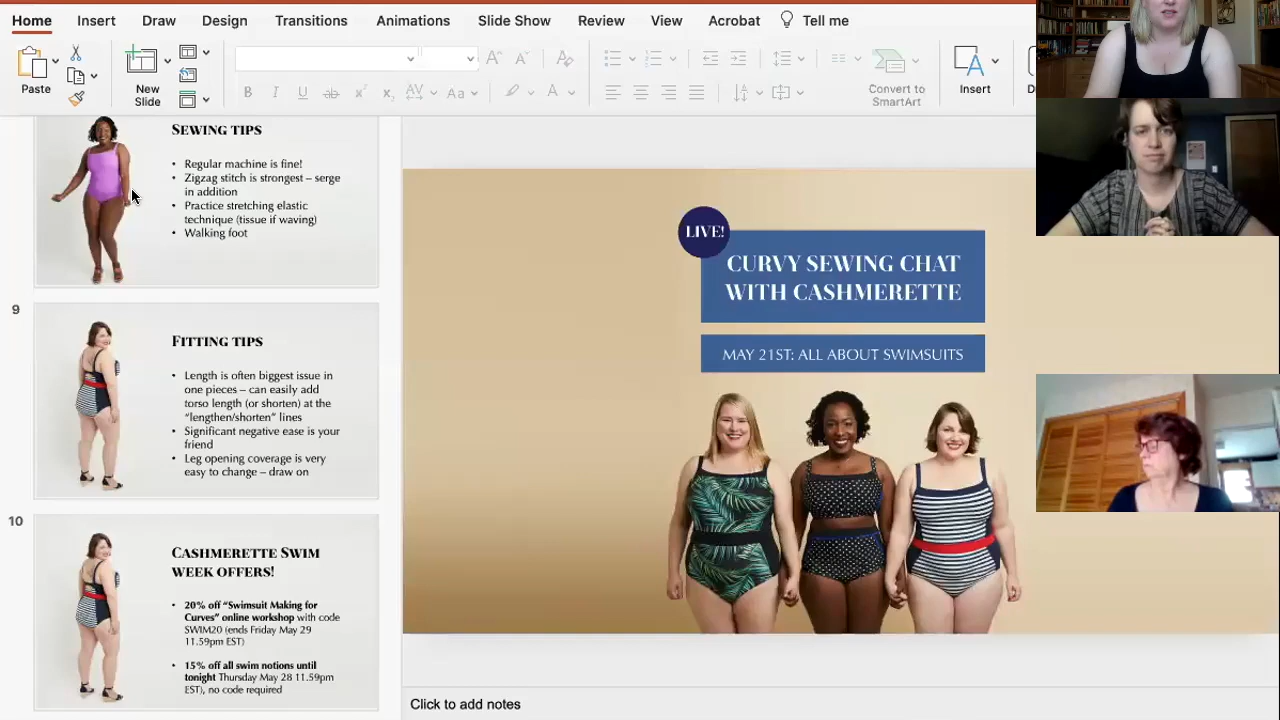 Home Insert Draw Design Transitions Animations Slide Show Review View Acrobat Tell me
Paste
New
Slide
B I U ab x x AV Aa A
Convert to
SmartArt
Insert
SEWING TIPS
• Regular machine is fine!
• Zigzag stitch is strongest – serge
in addition
• Practice stretching elastic
technique (tissue if waving)
• Walking foot
9
FITTING TIPS
• Length is often biggest issue in
one pieces – can easily add
torso length (or shorten) at the
“lengthen/shorten” lines
• Significant negative ease is your
friend
• Leg opening coverage is very
easy to change – draw on
10
CASHMERETTE SWIM
WEEK OFFERS!
• 20% off “Swimsuit Making for
Curves” online workshop with code
SWIM20 (ends Friday May 29
11.59pm EST)
• 15% off all swim notions until
tonight Thursday May 28 11.59pm
EST), no code required
LIVE!
CURVY SEWING CHAT
WITH CASHMERETTE
MAY 21ST: ALL ABOUT SWIMSUITS
Click to add notes